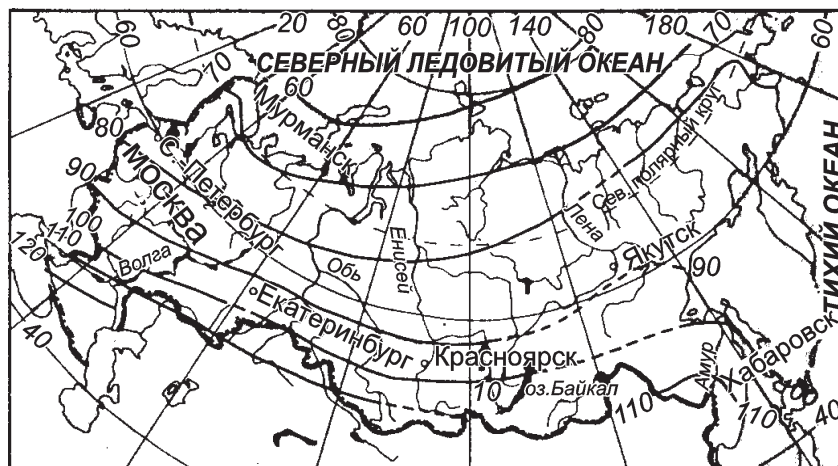 20 80 60 100 140 80 180 70 60
60
СЕВЕРНЫЙ ЛЕДОВИТЫЙ ОКЕАН
70
60
Мурманск
80
С.-Петербург
МОСКВА
90
100
110
120
Волга
Обь
Енисей
Лена
Сев. полярный круг
Якутск
90
ТИХИЙ ОКЕАН
Екатеринбург
Красноярск
40
10
оз.Байкал
110
Амур
Хабаровск
110
40